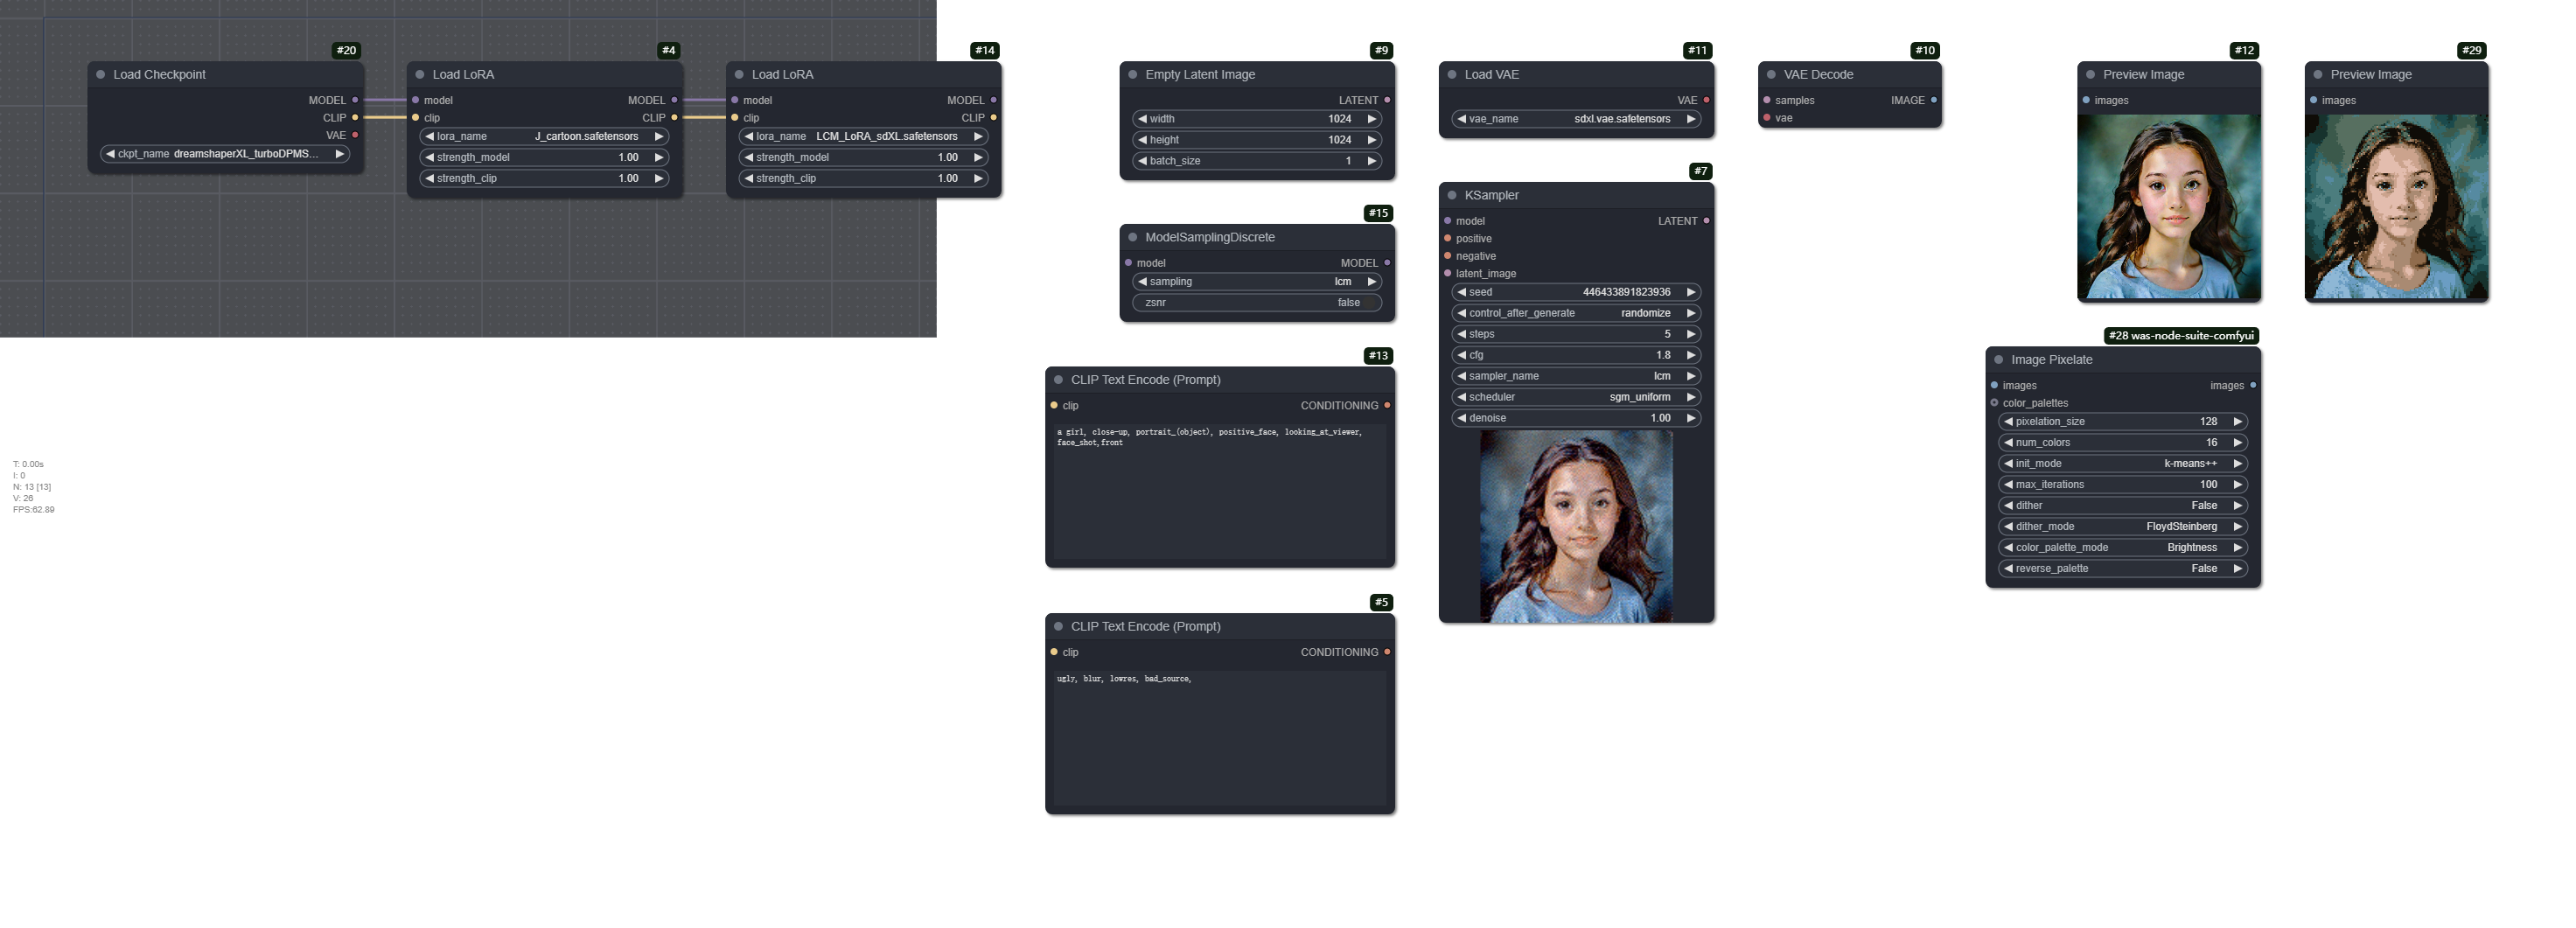 #20
Load Checkpoint
MODEL
CLIP
VAE
ckpt_name dreamshaperXL_turboDPMS...
#4
Load LoRA
model MODEL
clip CLIP
lora_name J_cartoon.safetensors
strength_model 1.00
strength_clip 1.00
#14
Load LoRA
model MODEL
clip CLIP
lora_name LCM_LoRA_sdXL.safetensors
strength_model 1.00
strength_clip 1.00
#9
Empty Latent Image
LATENT
width 1024
height 1024
batch_size 1
#15
ModelSamplingDiscrete
model MODEL
sampling lcm
zsnr false
#13
CLIP Text Encode (Prompt)
clip CONDITIONING
a girl, close-up, portrait_(object), positive_face, looking_at_viewer,
face_shot,front
#5
CLIP Text Encode (Prompt)
clip CONDITIONING
ugly, blur, lowres, bad_source,
#11
Load VAE
VAE
vae_name sdxl.vae.safetensors
#7
KSampler
model LATENT
positive
negative
latent_image
seed 446433891823936
control_after_generate randomize
steps 5
cfg 1.8
sampler_name lcm
scheduler sgm_uniform
denoise 1.00
#10
VAE Decode
samples IMAGE
vae
#12
Preview Image
images
#29
Preview Image
images
#28 was-node-suite-comfyui
Image Pixelate
images images
color_palettes
pixelation_size 128
num_colors 16
init_mode k-means++
max_iterations 100
dither False
dither_mode FloydSteinberg
color_palette_mode Brightness
reverse_palette False
T: 0.00s
I: 0
N: 13 [13]
V: 26
FPS:62.89